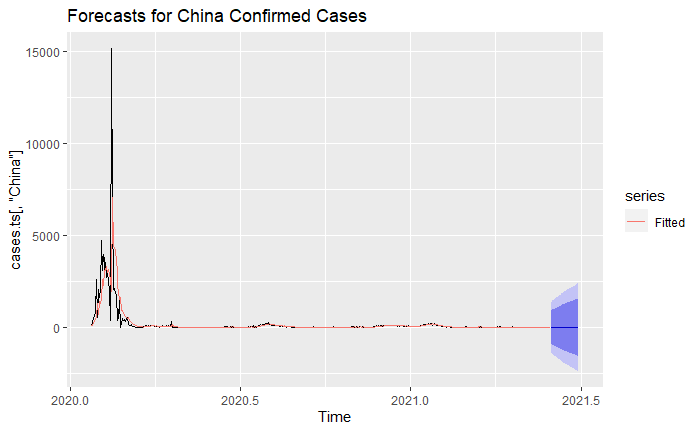 Forecasts for China Confirmed Cases
15000
10000
5000
0
cases.ts[, "China"]
2020.0
2020.5
2021.0
2021.5
Time
series
Fitted